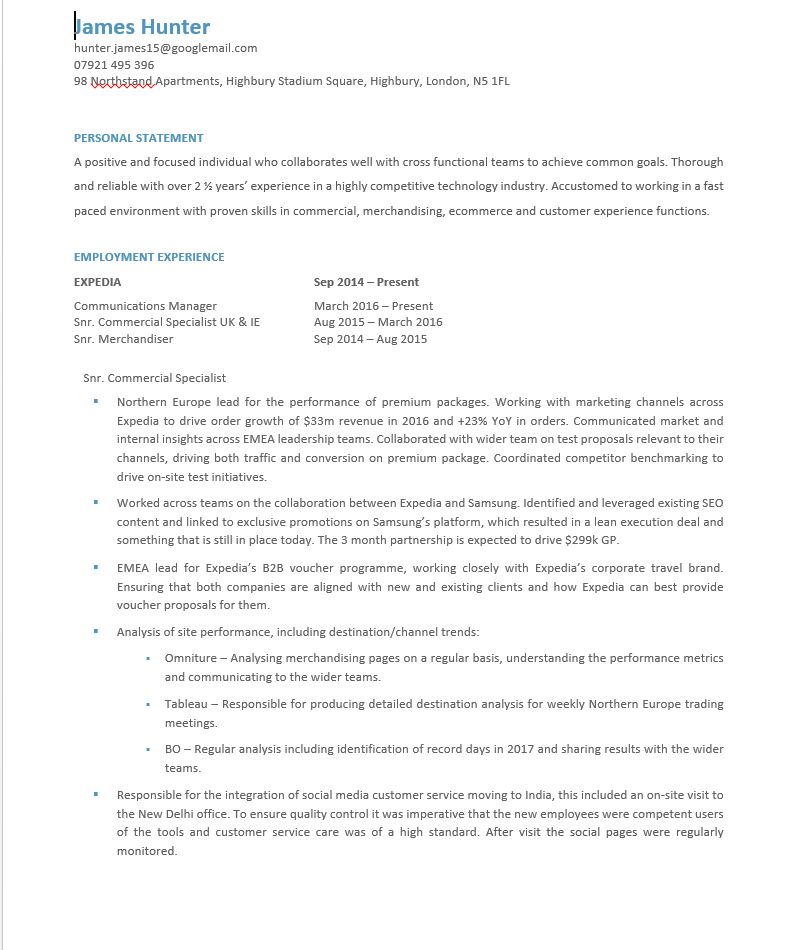 James Hunter
hunter.james15@googlemail.com
07921 495 396
98 Northstand Apartments, Highbury Stadium Square, Highbury, London, N5 1FL
PERSONAL STATEMENT
A positive and focused individual who collaborates well with cross functional teams to achieve common goals. Thorough
and reliable with over 2 ½ years’ experience in a highly competitive technology industry. Accustomed to working in a fast
paced environment with proven skills in commercial, merchandising, ecommerce and customer experience functions.
EMPLOYMENT EXPERIENCE
EXPEDIA Sep 2014 – Present
Communications Manager March 2016 – Present
Snr. Commercial Specialist UK & IE Aug 2015 – March 2016
Snr. Merchandiser Sep 2014 – Aug 2015
Snr. Commercial Specialist
▪ Northern Europe lead for the performance of premium packages. Working with marketing channels across
Expedia to drive order growth of $33m revenue in 2016 and +23% YoY in orders. Communicated market and
internal insights across EMEA leadership teams. Collaborated with wider team on test proposals relevant to their
channels, driving both traffic and conversion on premium package. Coordinated competitor benchmarking to
drive on-site test initiatives.
▪ Worked across teams on the collaboration between Expedia and Samsung. Identified and leveraged existing SEO
content and linked to exclusive promotions on Samsung’s platform, which resulted in a lean execution deal and
something that is still in place today. The 3 month partnership is expected to drive $299k GP.
▪ EMEA lead for Expedia’s B2B voucher programme, working closely with Expedia’s corporate travel brand.
Ensuring that both companies are aligned with new and existing clients and how Expedia can best provide
voucher proposals for them.
▪ Analysis of site performance, including destination/channel trends:
▪ Omniture – Analysing merchandising pages on a regular basis, understanding the performance metrics
and communicating to the wider teams.
▪ Tableau – Responsible for producing detailed destination analysis for weekly Northern Europe trading
meetings.
▪ BO – Regular analysis including identification of record days in 2017 and sharing results with the wider
teams.
▪ Responsible for the integration of social media customer service moving to India, this included an on-site visit to
the New Delhi office. To ensure quality control it was imperative that the new employees were competent users
of the tools and customer service care was of a high standard. After visit the social pages were regularly
monitored.